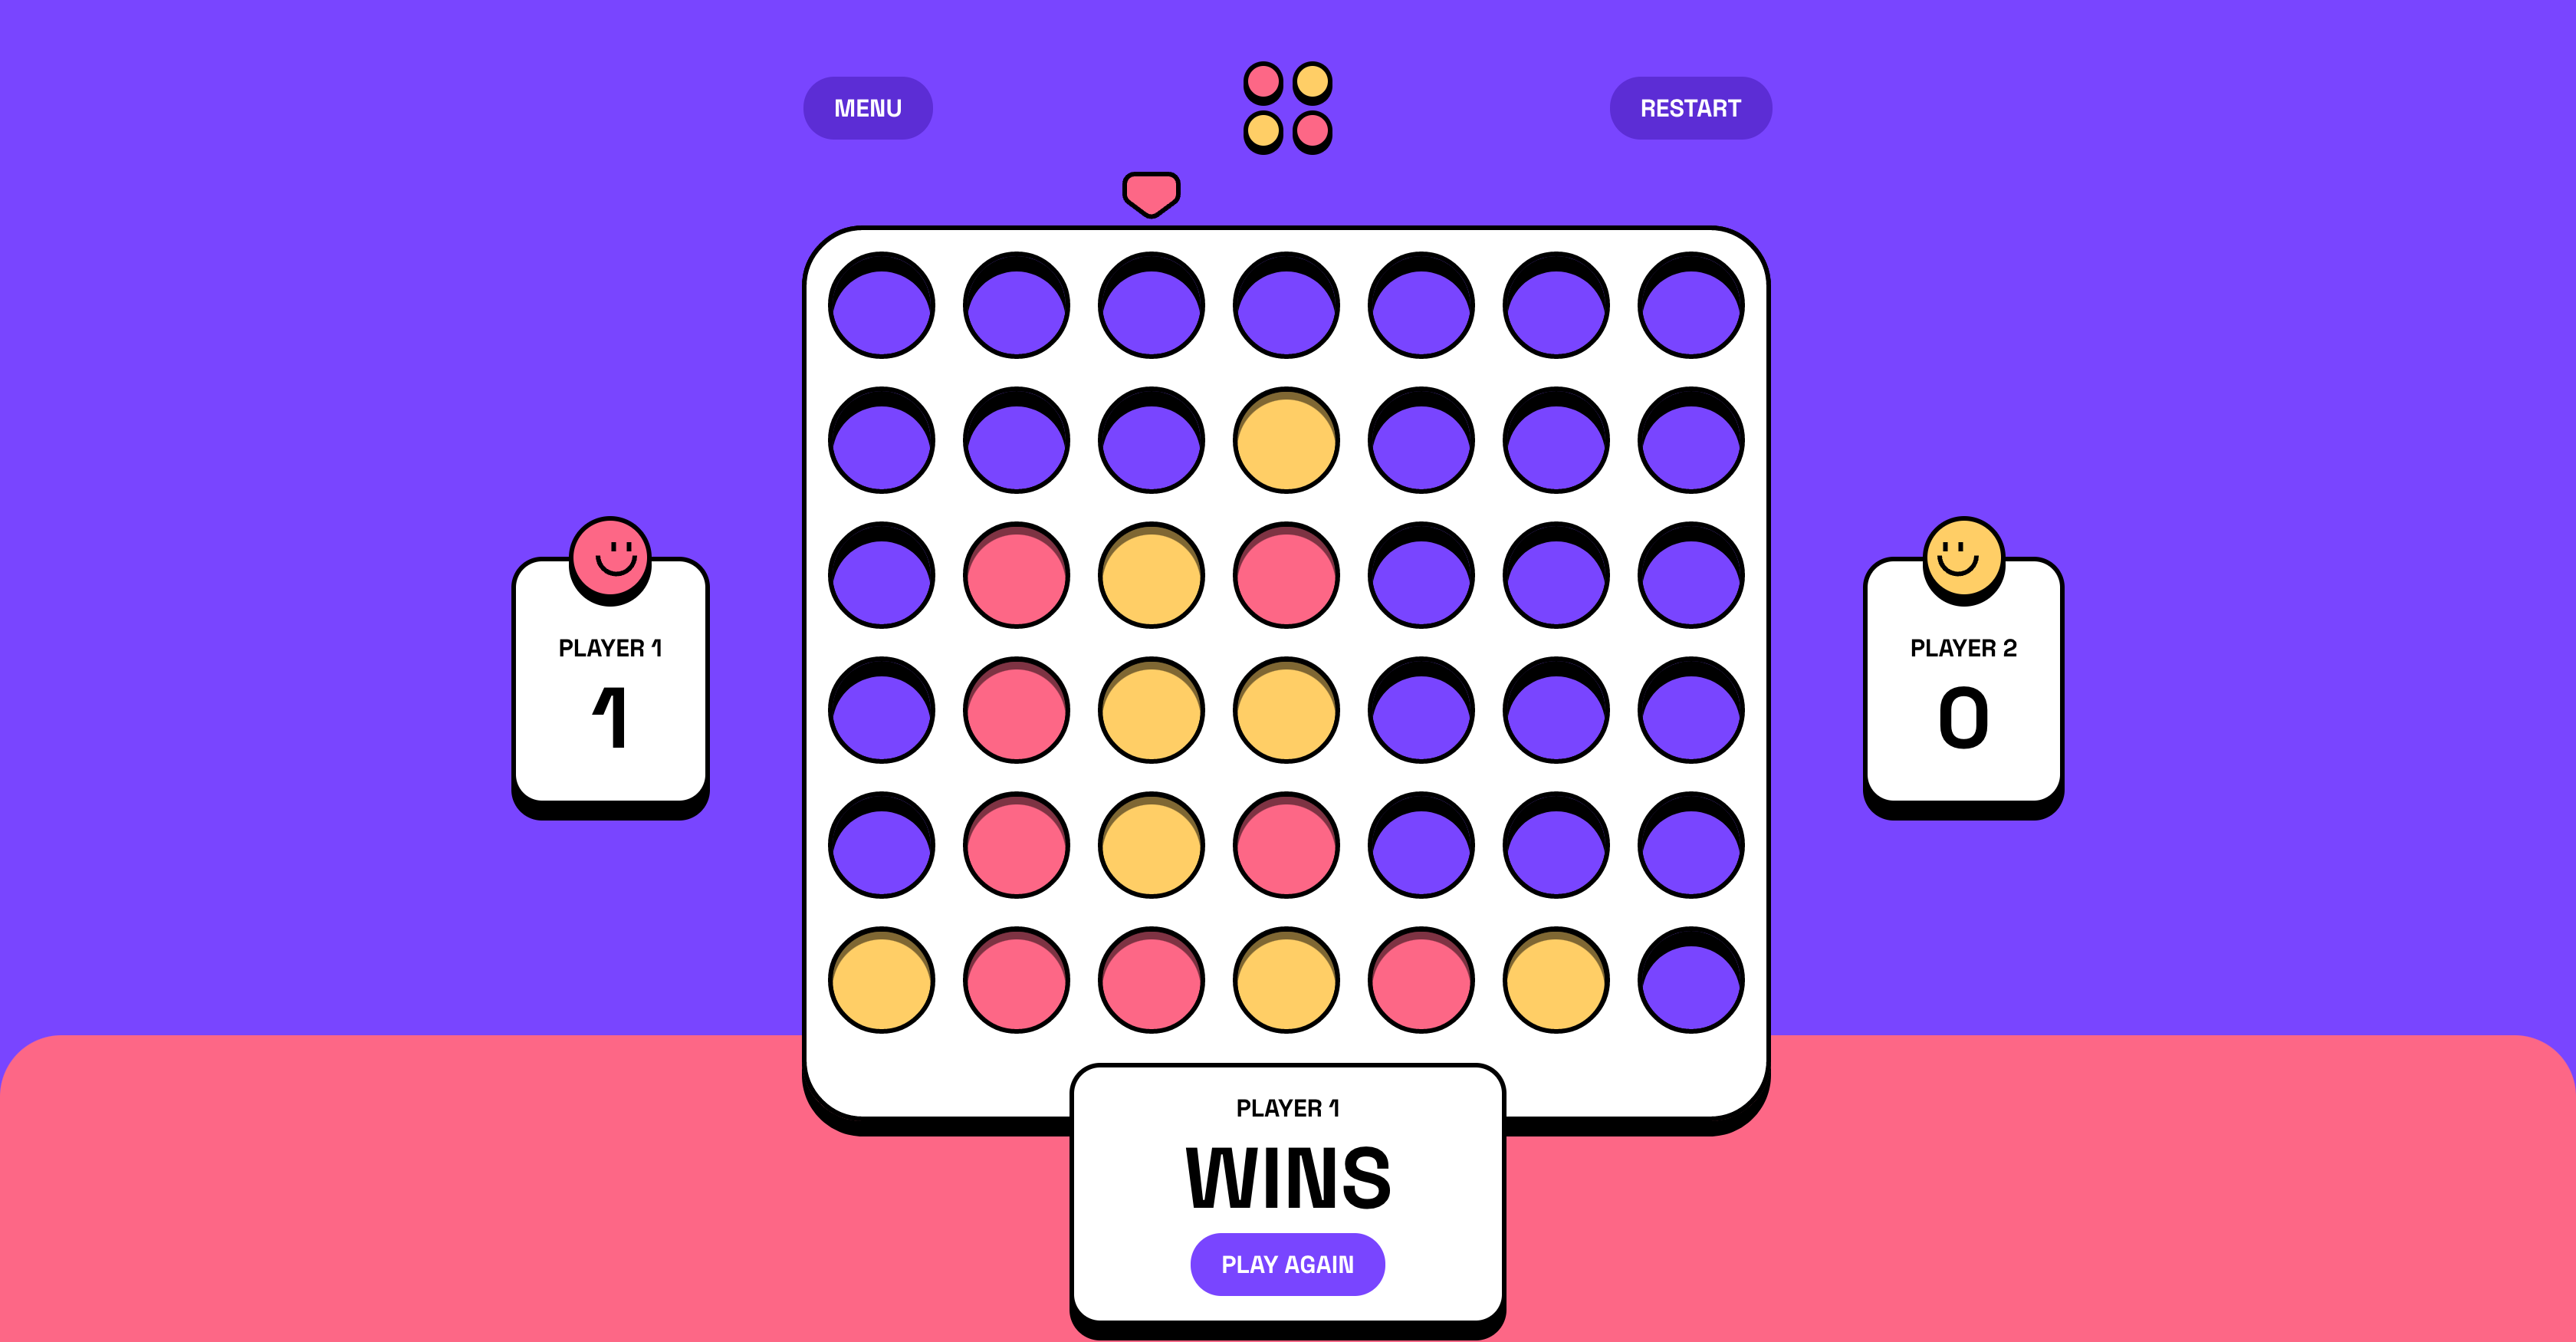 MENU
RESTART
PLAYER 1
1
PLAYER 2
0
PLAYER 1
WINS
PLAY AGAIN